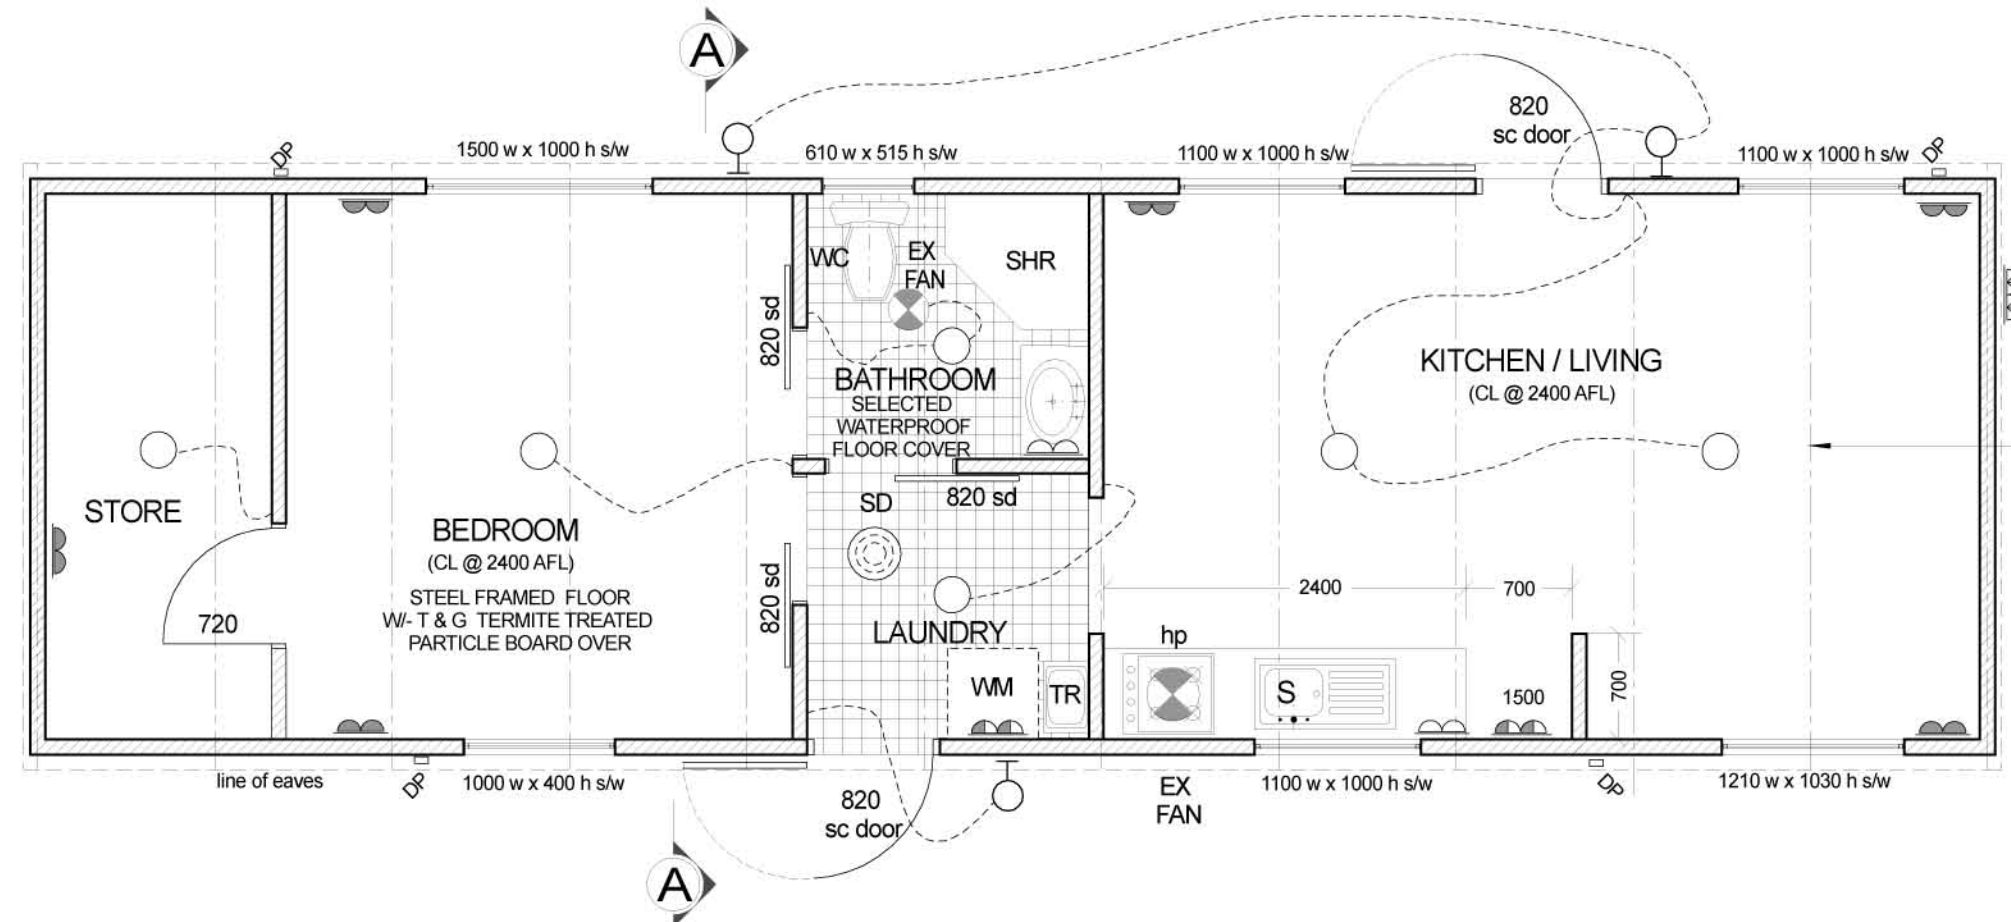 A
820
sc door
DP
1500 w x 1000 h s/w
610 w x 515 h s/w
1100 w x 1000 h s/w
1100 w x 1000 h s/w
DP
WC
EX
FAN
SHR
820 sd
KITCHEN / LIVING
(CL @ 2400 AFL)
BATHROOM
SELECTED
WATERPROOF
FLOOR COVER
STORE
SD
820 sd
BEDROOM
(CL @ 2400 AFL)
STEEL FRAMED FLOOR
W/- T & G TERMITE TREATED
PARTICLE BOARD OVER
820 sd
2400
700
720
LAUNDRY
hp
WM
TR
S
1500
700
line of eaves
DP
1000 w x 400 h s/w
820
sc door
EX
FAN
1100 w x 1000 h s/w
DP
1210 w x 1030 h s/w
A